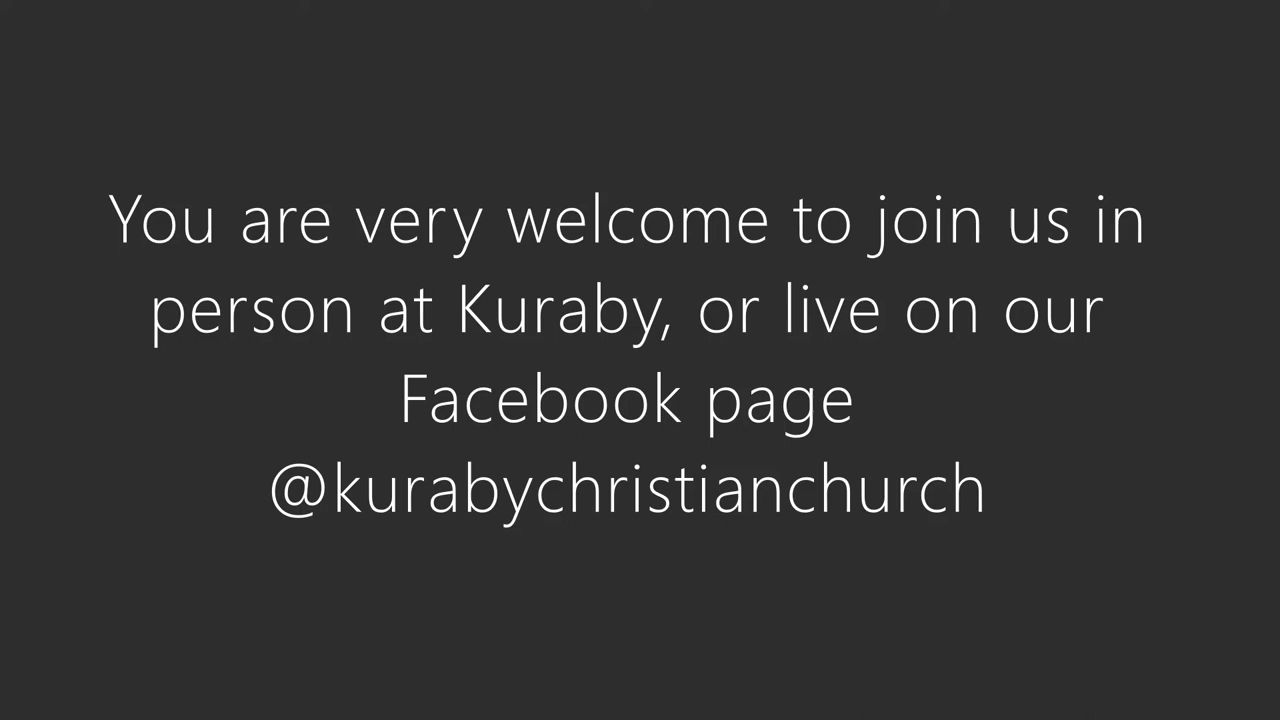 You are very welcome to join us in
person at Kuraby, or live on our
Facebook page
@kurabychristianchurch